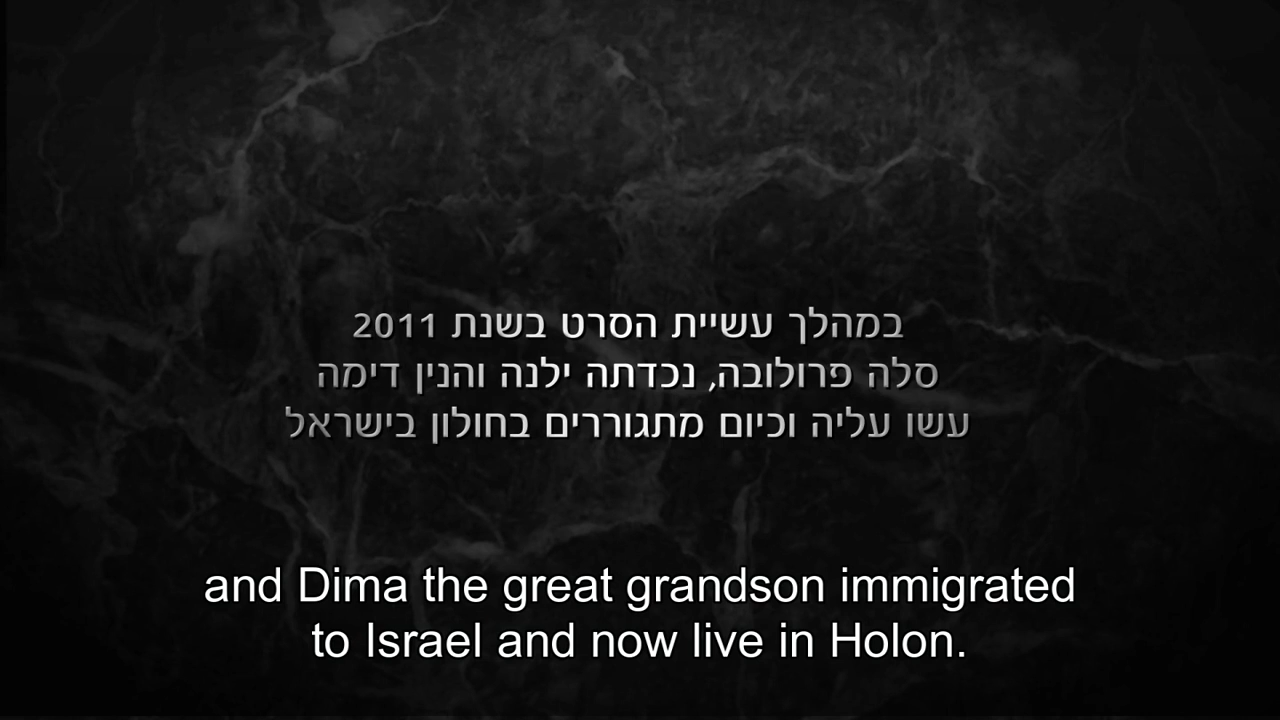 במהלך עשיית הסרט בשנת 2011
סלה פרולובה, נכדתה ילנה והנין דימה
עשו עליה וכיום מתגוררים בחולון בישראל
and Dima the great grandson immigrated
to Israel and now live in Holon.